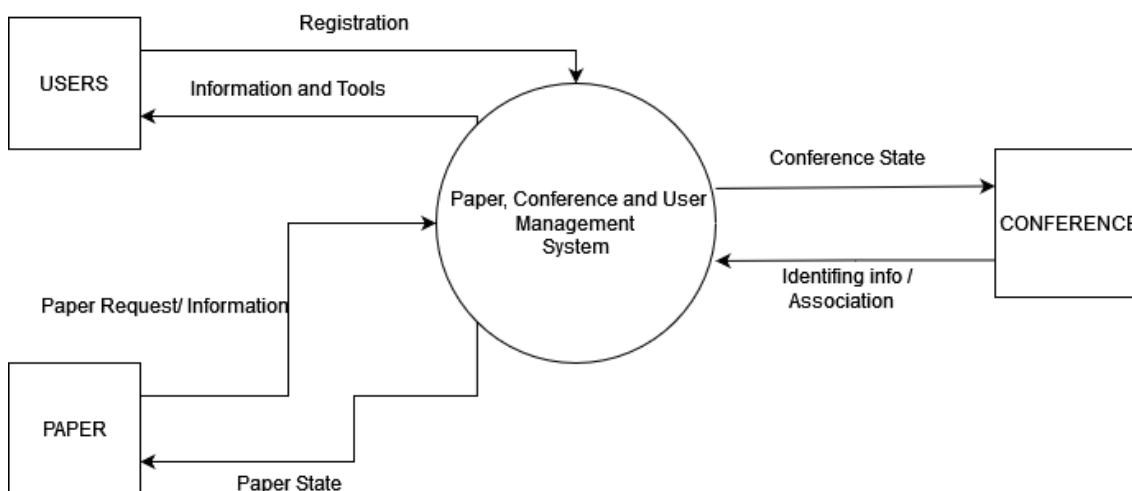 Registration
USERS
Information and Tools
Conference State
Paper, Conference and User
Management
System
CONFERENCE
Identifing info /
Association
Paper Request/ Information
PAPER
Paper State